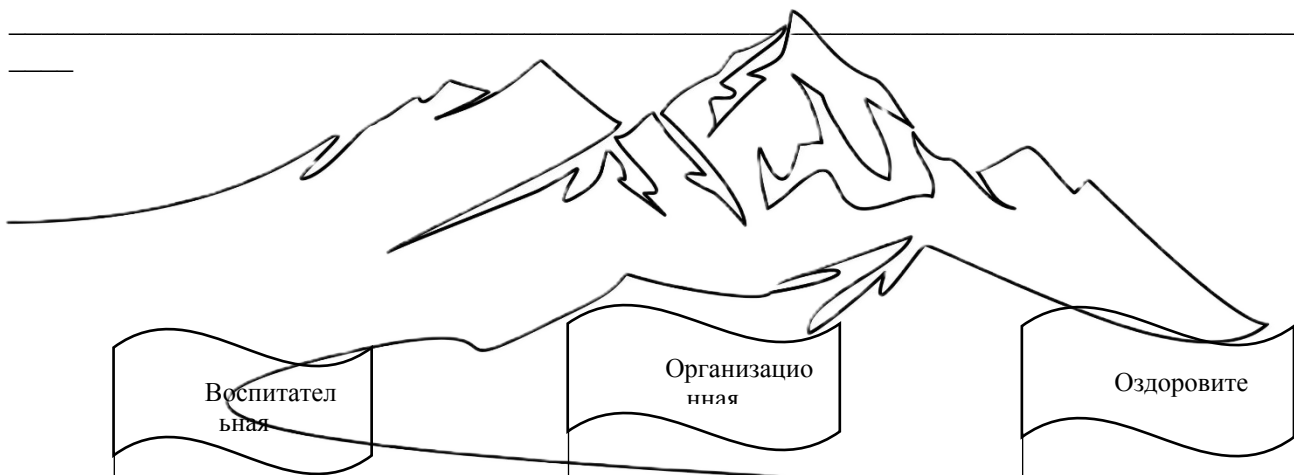 Воспитател
ьная
Организацио
нная
Оздоровите